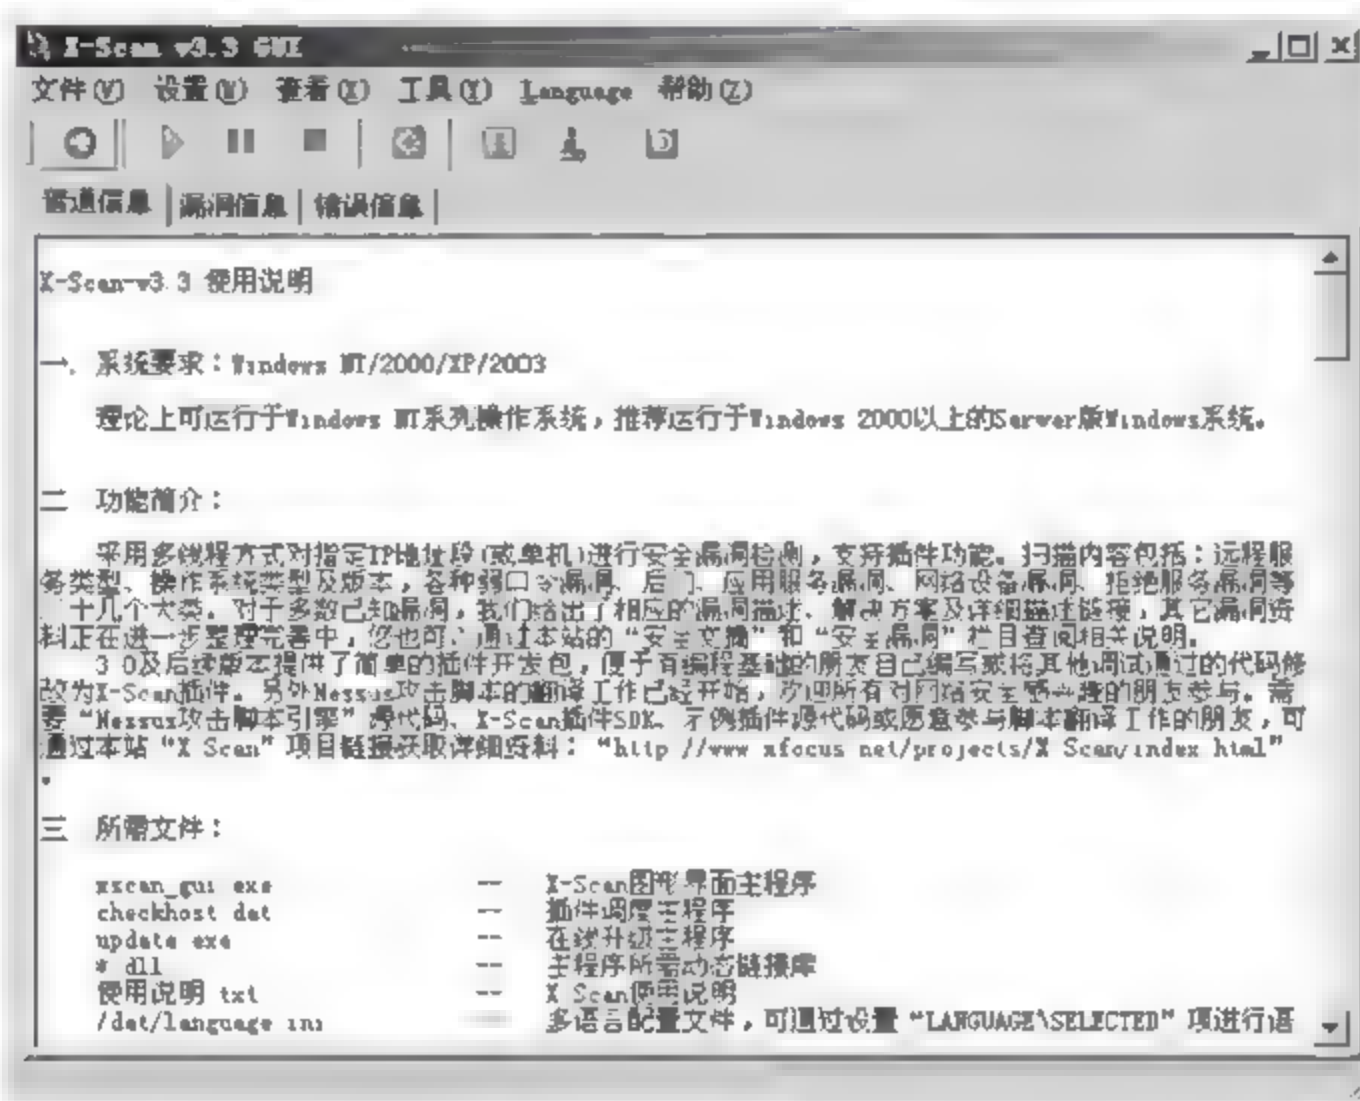 X-Scan v3.3 GUI
文件(V) 设置(W) 查看(X) 工具(Y) Language 帮助(Z)
普通信息 漏洞信息 错误信息
X-Scan-v3.3 使用说明
一. 系统要求：Windows NT/2000/XP/2003
理论上可运行于Windows NT系列操作系统，推荐运行于Windows 2000以上的Server版Windows系统。
二 功能简介：
采用多线程方式对指定IP地址段(或单机)进行安全漏洞检测，支持插件功能。扫描内容包括：远程服
务类型、操作系统类型及版本，各种弱口令漏洞、后门、应用服务漏洞、网络设备漏洞、拒绝服务漏洞等
十几个大类。对于多数已知漏洞，我们给出了相应的漏洞描述、解决方案及详细描述链接，其它漏洞资
料正在进一步整理完善中，您也可以通过本站的“安全文摘”和“安全漏洞”栏目查阅相关说明。
3 0及后续版本提供了简单的插件开发包，便于有编程基础的朋友自己编写或将其他调试通过的代码修
改为X-Scan插件。另外Nessus攻击脚本的翻译工作已经开始，欢迎所有对网络安全感兴趣的朋友参与。需
要“Nessus攻击脚本引擎”源代码、X-Scan插件SDK、示例插件源代码或愿意参与脚本翻译工作的朋友，可
通过本站“X Scan”项目链接获取详细资料：“http //www xfocus net/projects/X Scan/index html”
。
三 所需文件：
xscan_gui exe -- X-Scan图形界面主程序
checkhost dat -- 插件调度主程序
update exe -- 在线升级主程序
* dll -- 主程序所需动态链接库
使用说明 txt -- X Scan使用说明
/dat/language ini -- 多语言配置文件，可通过设置“LANGUAGE\SELECTED”项进行语